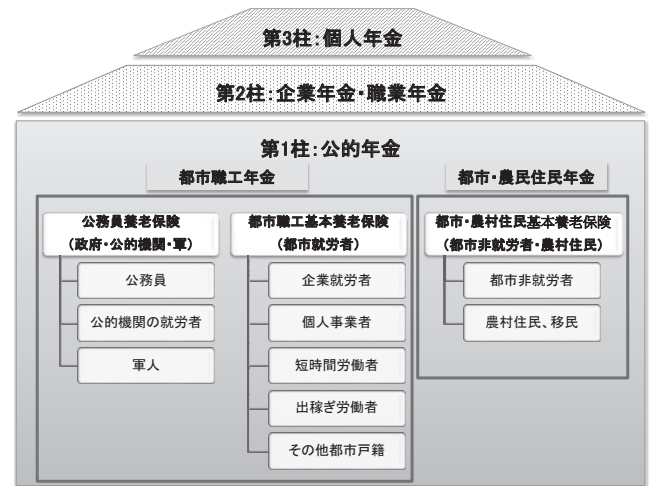 第3柱：個人年金
第2柱：企業年金・職業年金
第1柱：公的年金
都市職工年金
都市・農民住民年金
公務員養老保険
（政府・公的機関・軍）
公務員
公的機関の就労者
軍人
都市職工基本養老保険
（都市就労者）
企業就労者
個人事業者
短時間労働者
出稼ぎ労働者
その他都市戸籍
都市・農村住民基本養老保険
（都市非就労者・農村住民）
都市非就労者
農村住民、移民